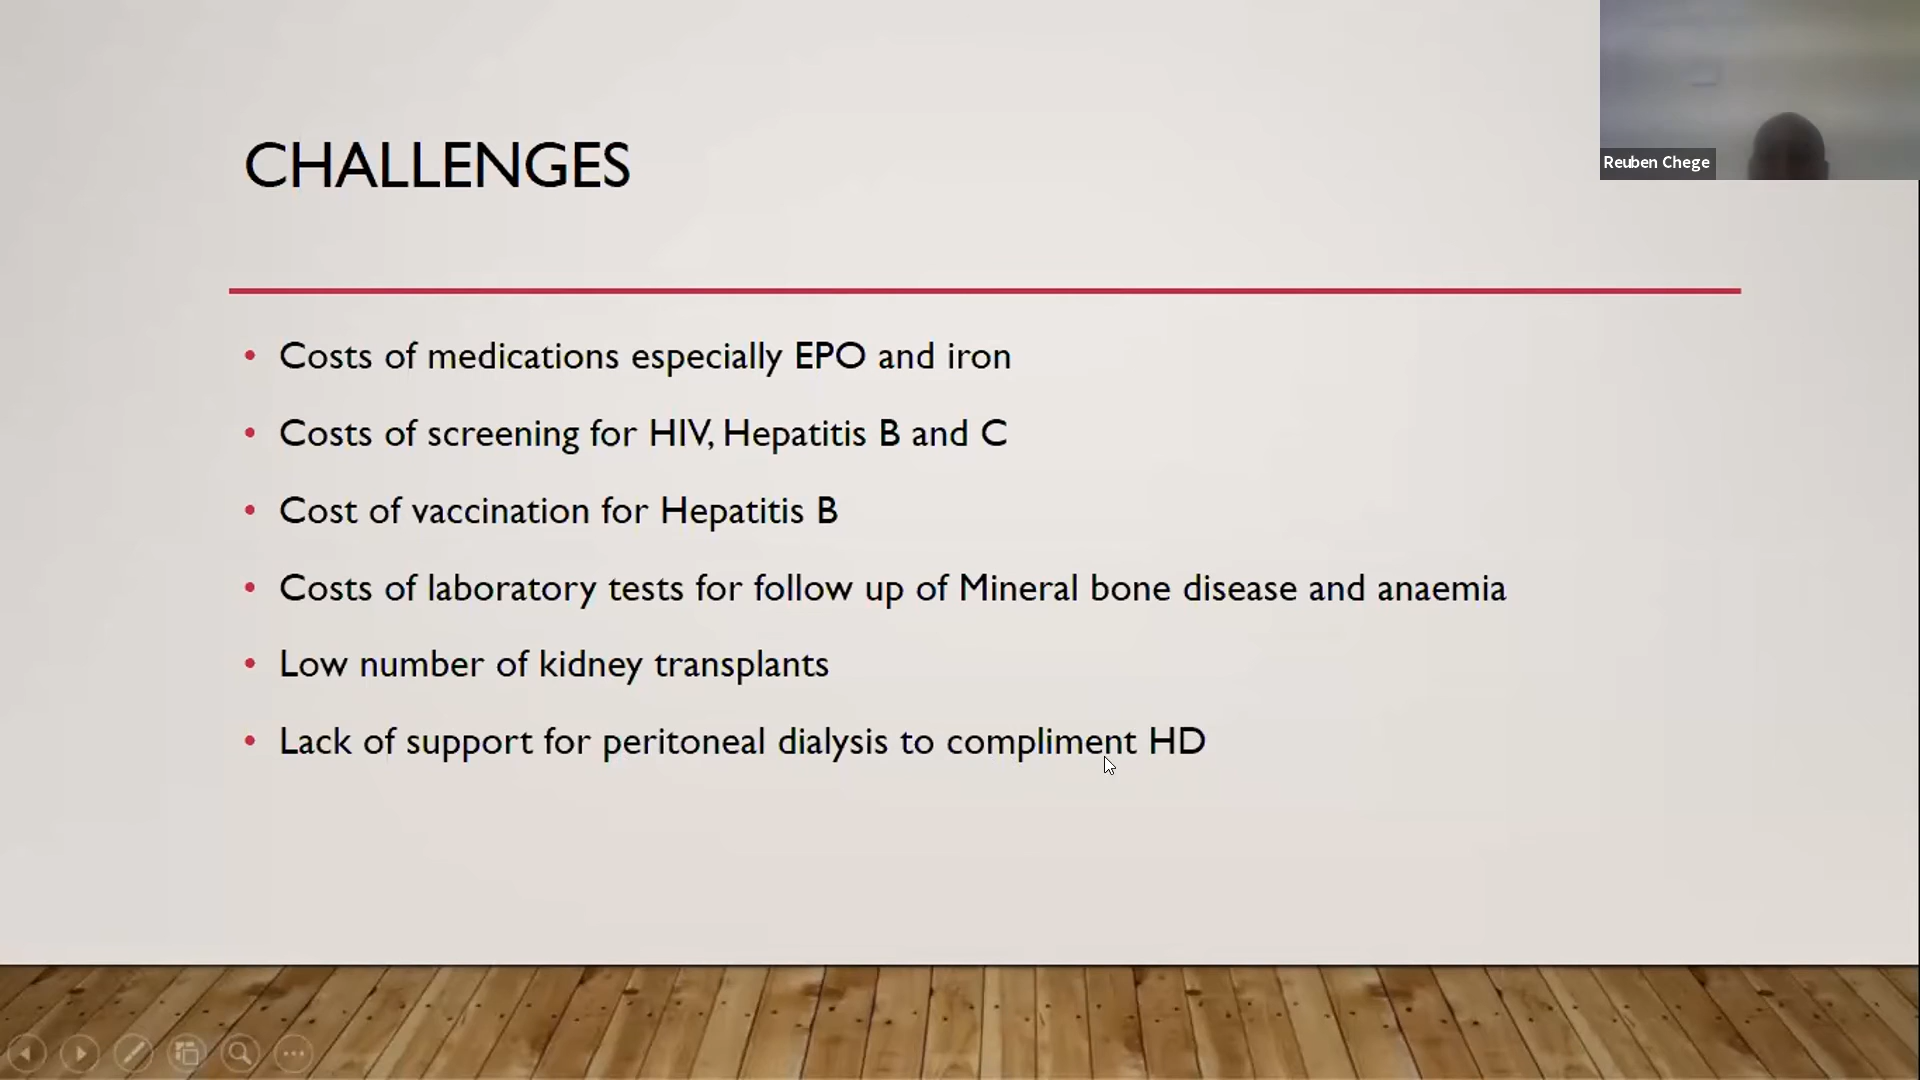 CHALLENGES
Reuben Chege
• Costs of medications especially EPO and iron
• Costs of screening for HIV, Hepatitis B and C
• Cost of vaccination for Hepatitis B
• Costs of laboratory tests for follow up of Mineral bone disease and anaemia
• Low number of kidney transplants
• Lack of support for peritoneal dialysis to compliment HD